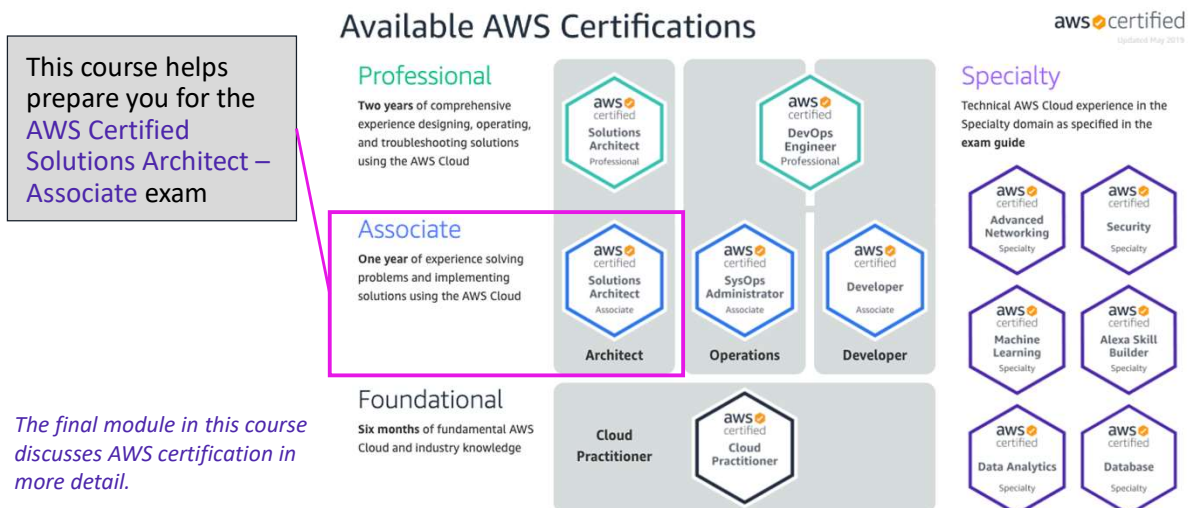 Available AWS Certifications
aws certified
Updated May 2019
This course helps
prepare you for the
AWS Certified
Solutions Architect –
Associate exam
Professional
Two years of comprehensive
experience designing, operating,
and troubleshooting solutions
using the AWS Cloud
aws
certified
Solutions
Architect
Professional
aws
certified
DevOps
Engineer
Professional
Associate
One year of experience solving
problems and implementing
solutions using the AWS Cloud
aws
certified
Solutions
Architect
Associate
Architect
aws
certified
SysOps
Administrator
Associate
Operations
aws
certified
Developer
Associate
Developer
Foundational
Six months of fundamental AWS
Cloud and industry knowledge
Cloud
Practitioner
aws
certified
Cloud
Practitioner
Specialty
Technical AWS Cloud experience in the
Specialty domain as specified in the
exam guide
aws
certified
Advanced
Networking
Specialty
aws
certified
Security
Specialty
aws
certified
Machine
Learning
Specialty
aws
certified
Alexa Skill
Builder
Specialty
aws
certified
Data Analytics
Specialty
aws
certified
Database
Specialty
The final module in this course
discusses AWS certification in
more detail.